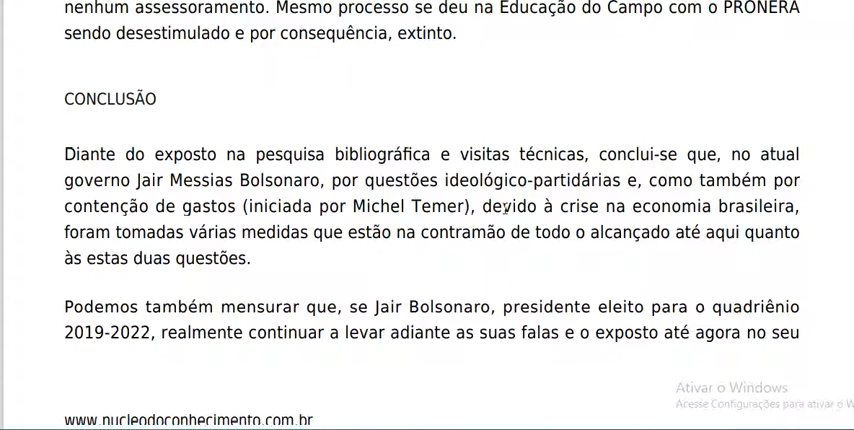 nenhum assessoramento. Mesmo processo se deu na Educação do Campo com o PRONERA
sendo desestimulado e por consequência, extinto.
CONCLUSÃO
Diante do exposto na pesquisa bibliográfica e visitas técnicas, conclui-se que, no atual
governo Jair Messias Bolsonaro, por questões ideológico-partidárias e, como também por
contenção de gastos (iniciada por Michel Temer), devido à crise na economia brasileira,
foram tomadas várias medidas que estão na contramão de todo o alcançado até aqui quanto
às estas duas questões.
Podemos também mensurar que, se Jair Bolsonaro, presidente eleito para o quadriênio
2019-2022, realmente continuar a levar adiante as suas falas e o exposto até agora no seu
Ativar o Windows
Acesse Configurações para ativar o W
www.nucleodoconhecimento.com.br